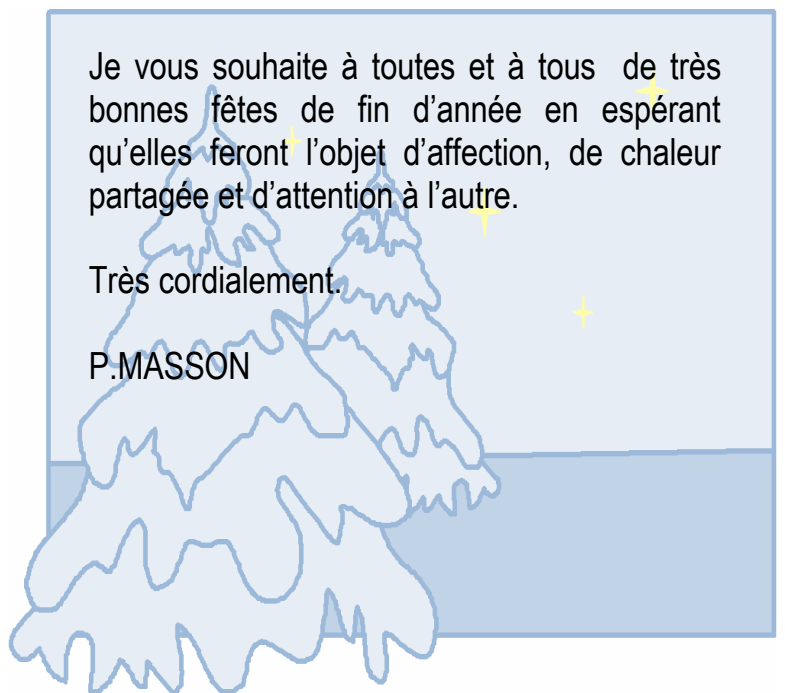 Je vous souhaite à toutes et à tous de très
bonnes fêtes de fin d’année en espérant
qu’elles feront l’objet d’affection, de chaleur
partagée et d’attention à l’autre.
Très cordialement.
P.MASSON